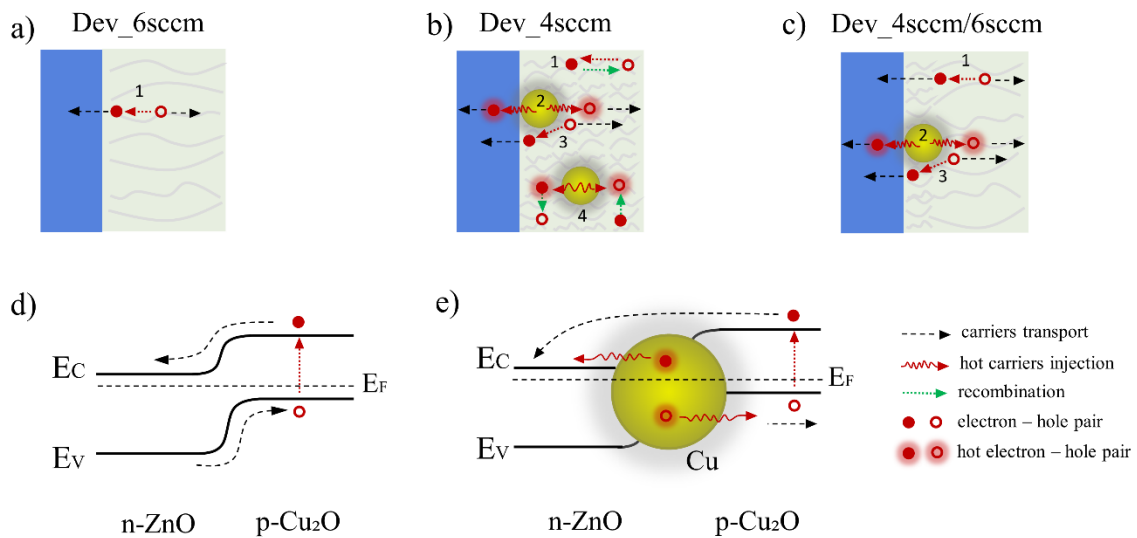 a) Dev_6sccm
b) Dev_4sccm
c) Dev_4sccm/6sccm
1
1
2
3
4
1
2
3
d)
EC
EF
EV
n-ZnO p-Cu₂O
e)
EC
EF
EV
Cu
n-ZnO p-Cu₂O
carriers transport
hot carriers injection
recombination
electron – hole pair
hot electron – hole pair